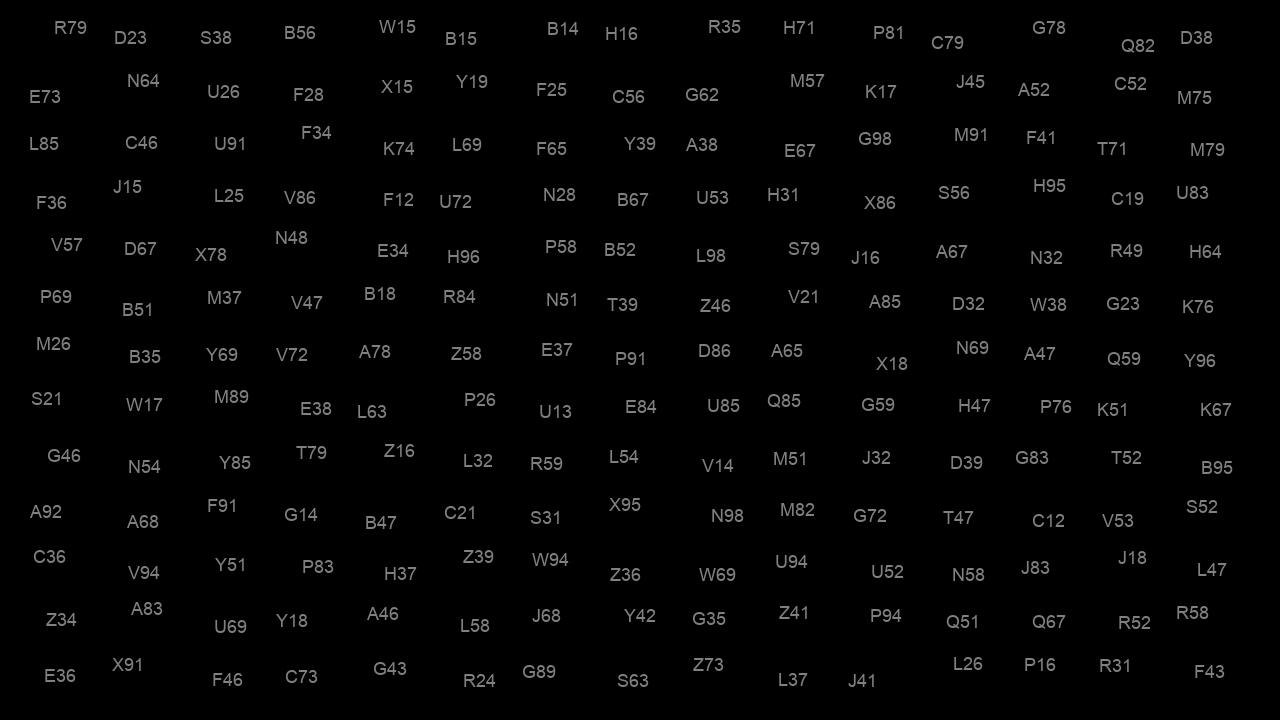 R79 D23 S38 B56 W15 B15 B14 H16 R35 H71 P81 C79 G78 Q82 D38
E73 N64 U26 F28 X15 Y19 F25 C56 G62 M57 K17 J45 A52 C52 M75
L85 C46 U91 F34 K74 L69 F65 Y39 A38 E67 G98 M91 F41 T71 M79
F36 J15 L25 V86 F12 U72 N28 B67 U53 H31 X86 S56 H95 C19 U83
V57 D67 X78 N48 E34 H96 P58 B52 L98 S79 J16 A67 N32 R49 H64
P69 B51 M37 V47 B18 R84 N51 T39 Z46 V21 A85 D32 W38 G23 K76
M26 B35 Y69 V72 A78 Z58 E37 P91 D86 A65 X18 N69 A47 Q59 Y96
S21 W17 M89 E38 L63 P26 U13 E84 U85 Q85 G59 H47 P76 K51 K67
G46 N54 Y85 T79 Z16 L32 R59 L54 V14 M51 J32 D39 G83 T52 B95
A92 A68 F91 G14 B47 C21 S31 X95 N98 M82 G72 T47 C12 V53 S52
C36 V94 Y51 P83 H37 Z39 W94 Z36 W69 U94 U52 N58 J83 J18 L47
Z34 A83 U69 Y18 A46 L58 J68 Y42 G35 Z41 P94 Q51 Q67 R52 R58
E36 X91 F46 C73 G43 R24 G89 S63 Z73 L37 J41 L26 P16 R31 F43